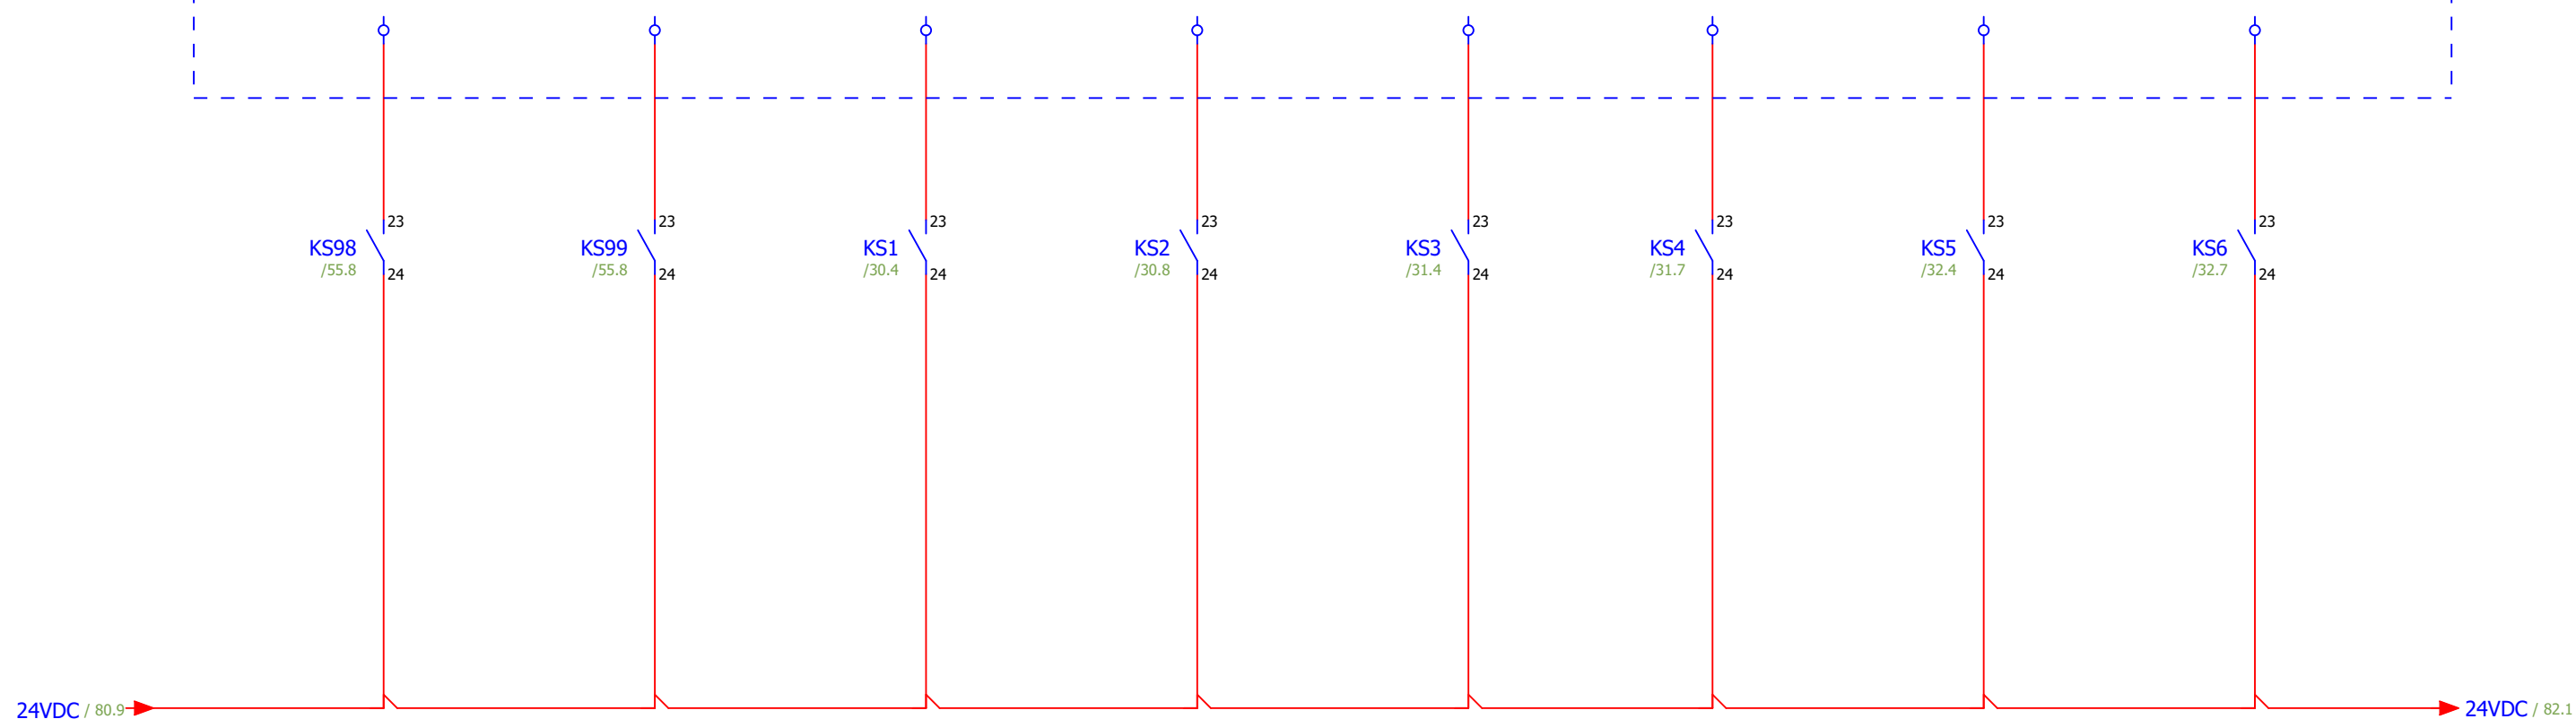 23 23 23 23 23 23 23 23
KS98 KS99 KS1 KS2 KS3 KS4 KS5 KS6
/55.8 /55.8 /30.4 /30.8 /31.4 /31.7 /32.4 /32.7
24 24 24 24 24 24 24 24
24VDC / 80.9 24VDC / 82.1